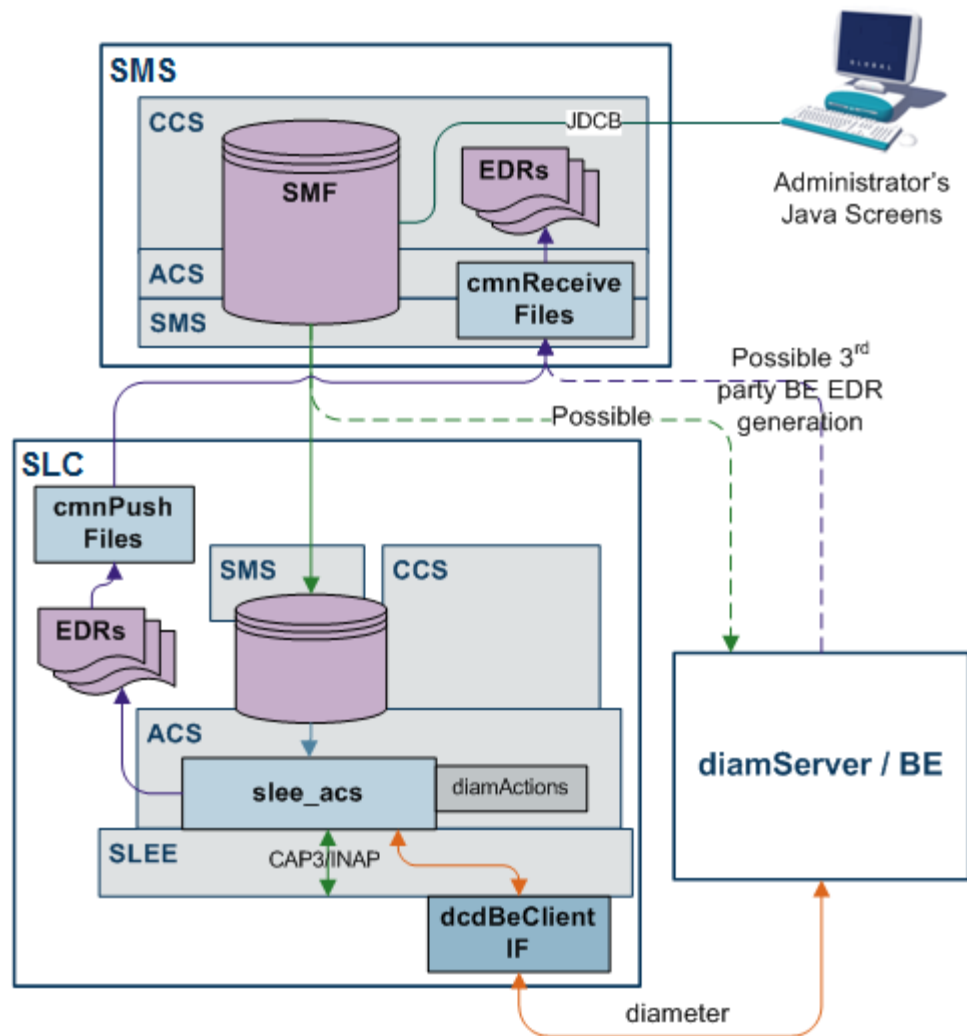 SMS
CCS
JDCB
GLOBAL
SMF
EDRs
Administrator's
Java Screens
ACS
cmnReceive
Files
SMS
Possible 3rd
party BE EDR
generation
Possible
SLC
cmnPush
Files
SMS
CCS
EDRs
ACS
diamServer / BE
slee_acs
diamActions
SLEE
CAP3/INAP
dcdBeClient
IF
diameter